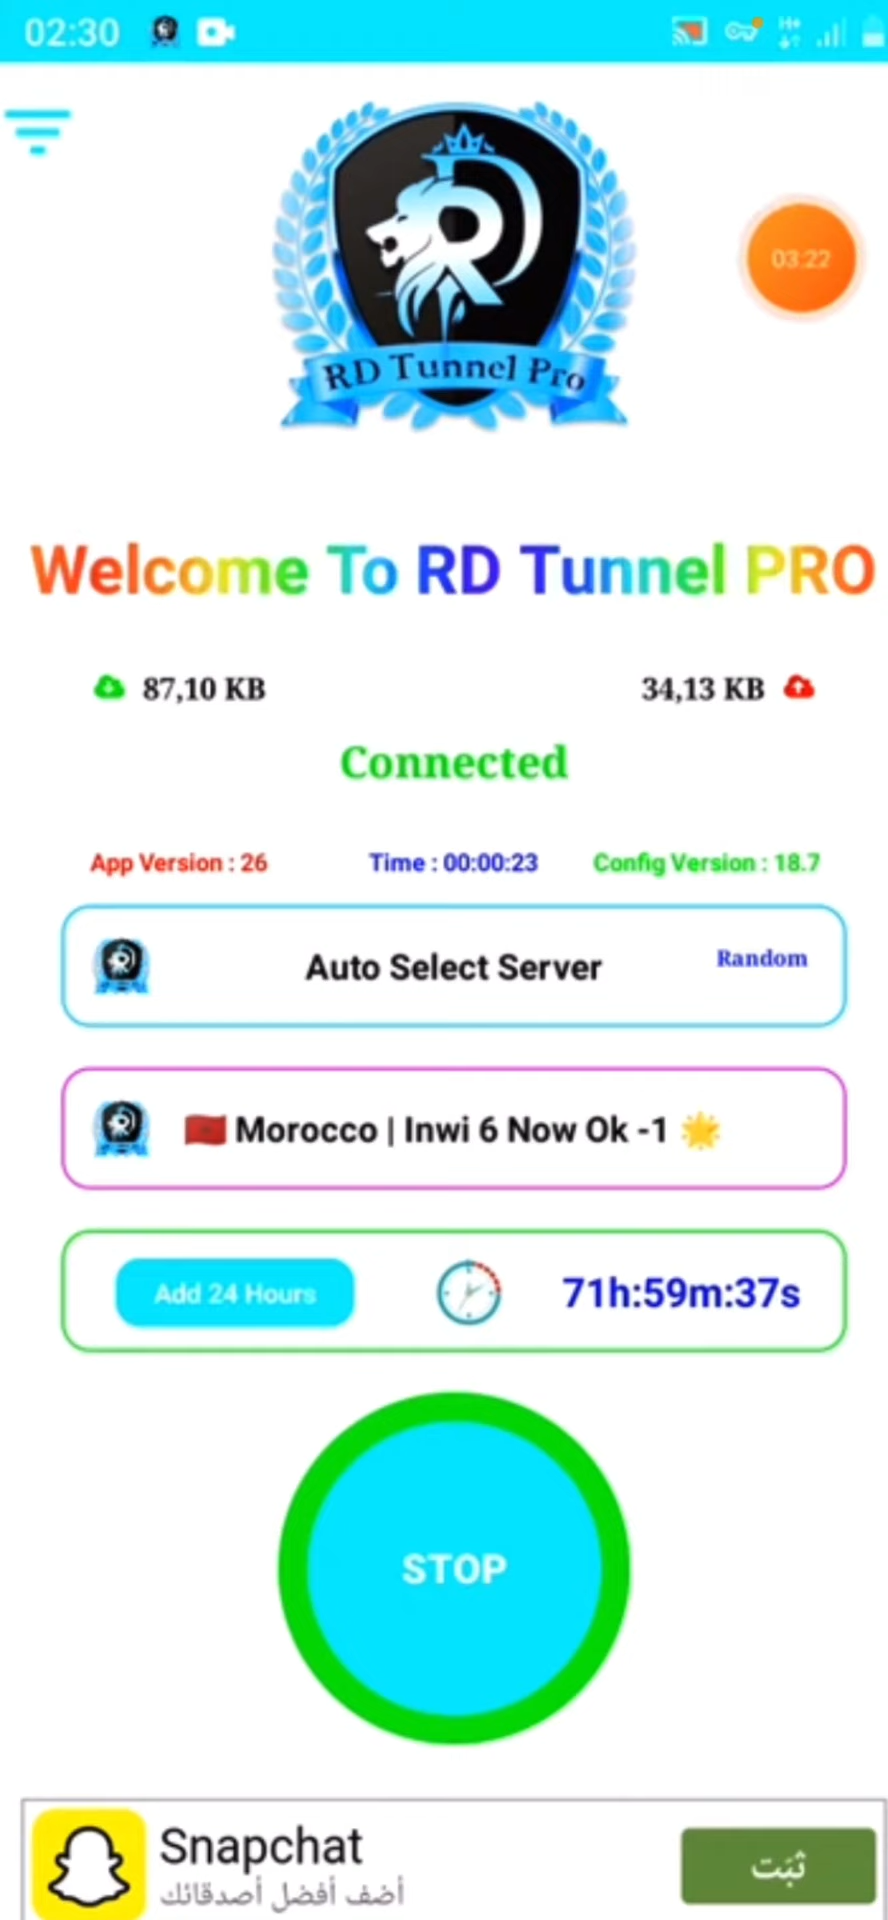 02:30
H+
RD Tunnel Pro
03:22
Welcome To RD Tunnel PRO
87,10 KB
34,13 KB
Connected
App Version : 26
Time : 00:00:23
Config Version : 18.7
Auto Select Server
Random
🇲🇦 Morocco | Inwi 6 Now Ok -1 🌟
Add 24 Hours
71h:59m:37s
STOP
Snapchat
أضف أفضل أصدقائك
ثبَت